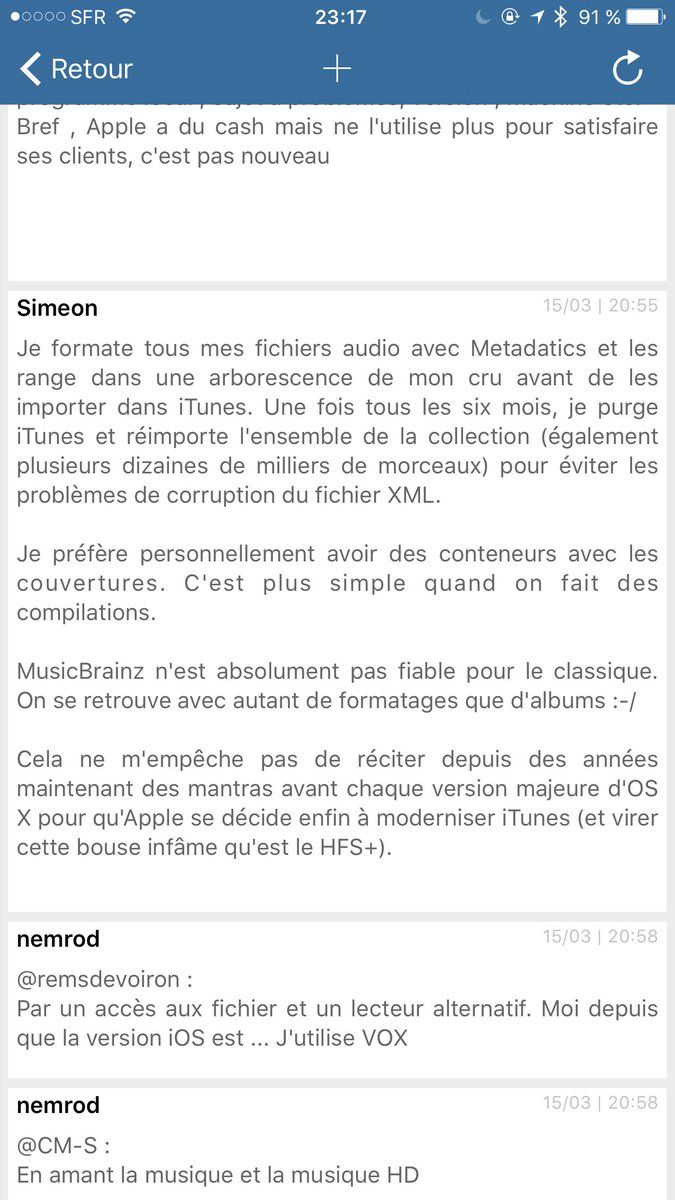 SFR 23:17 91 %
Retour +
Bref , Apple a du cash mais ne l'utilise plus pour satisfaire
ses clients, c'est pas nouveau
Simeon 15/03 | 20:55
Je formate tous mes fichiers audio avec Metadatics et les
range dans une arborescence de mon cru avant de les
importer dans iTunes. Une fois tous les six mois, je purge
iTunes et réimporte l'ensemble de la collection (également
plusieurs dizaines de milliers de morceaux) pour éviter les
problèmes de corruption du fichier XML.
Je préfère personnellement avoir des conteneurs avec les
couvertures. C'est plus simple quand on fait des
compilations.
MusicBrainz n'est absolument pas fiable pour le classique.
On se retrouve avec autant de formatages que d'albums :-/
Cela ne m'empêche pas de réciter depuis des années
maintenant des mantras avant chaque version majeure d'OS
X pour qu'Apple se décide enfin à moderniser iTunes (et virer
cette bouse infâme qu'est le HFS+).
nemrod 15/03 | 20:58
@remsdevoiron :
Par un accès aux fichier et un lecteur alternatif. Moi depuis
que la version iOS est ... J'utilise VOX
nemrod 15/03 | 20:58
@CM-S :
En amant la musique et la musique HD